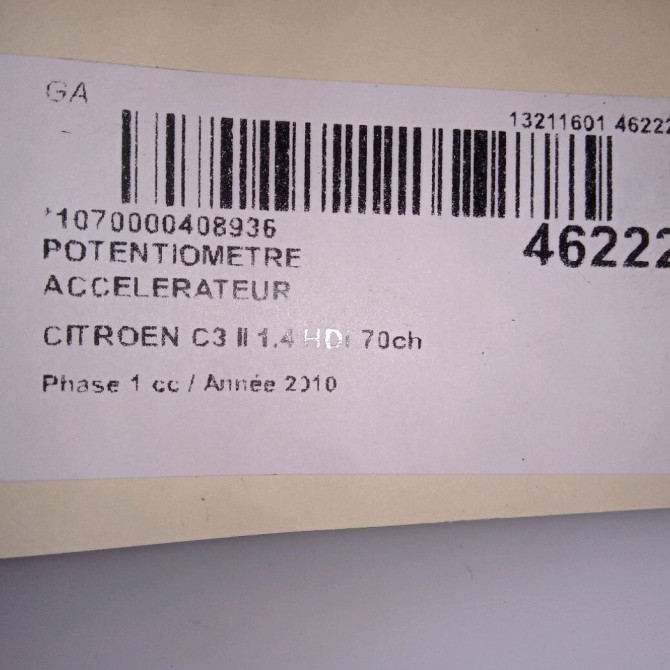 GA
13211601 46222
*1070000408936
46222
POTENTIOMETRE
ACCELERATEUR
CITROEN C3 II 1.4 HDi 70ch
Phase 1 cc / Année 2010